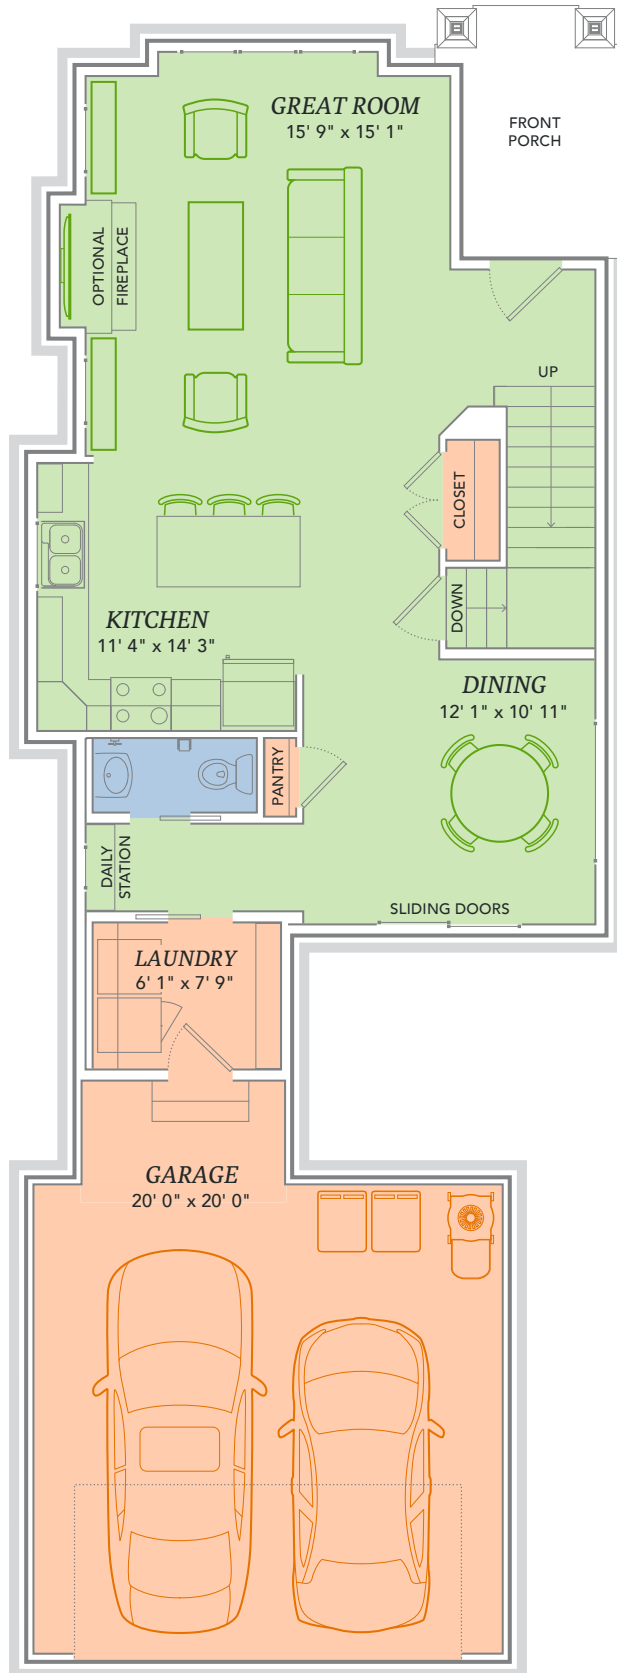 GREAT ROOM
15' 9" x 15' 1"
FRONT
PORCH
OPTIONAL
FIREPLACE
UP
CLOSET
DOWN
KITCHEN
11' 4" x 14' 3"
DINING
12' 1" x 10' 11"
PANTRY
DAILY
STATION
SLIDING DOORS
LAUNDRY
6' 1" x 7' 9"
GARAGE
20' 0" x 20' 0"